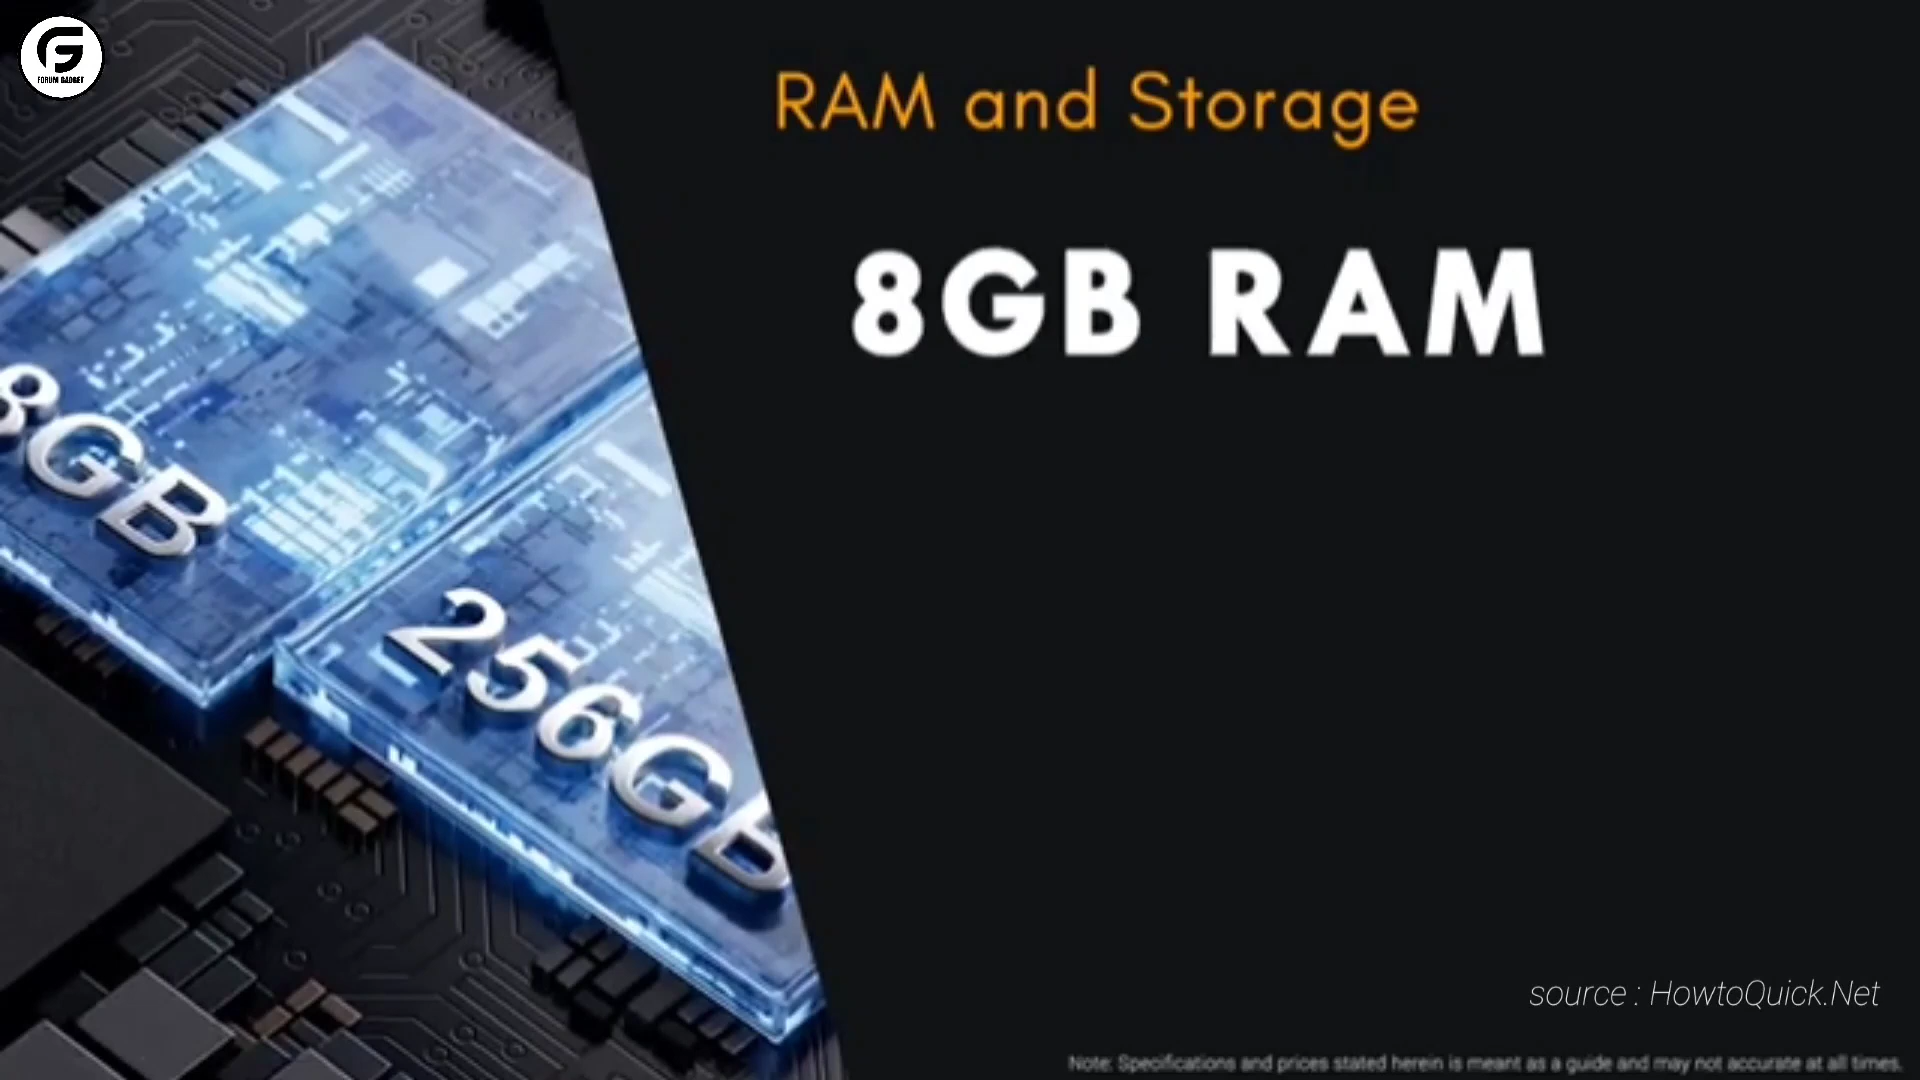 FORUM GADGET
RAM and Storage
8GB RAM
8GB
256GB
source : HowtoQuick.Net
Note: Specifications and prices stated herein is meant as a guide and may not accurate at all times.